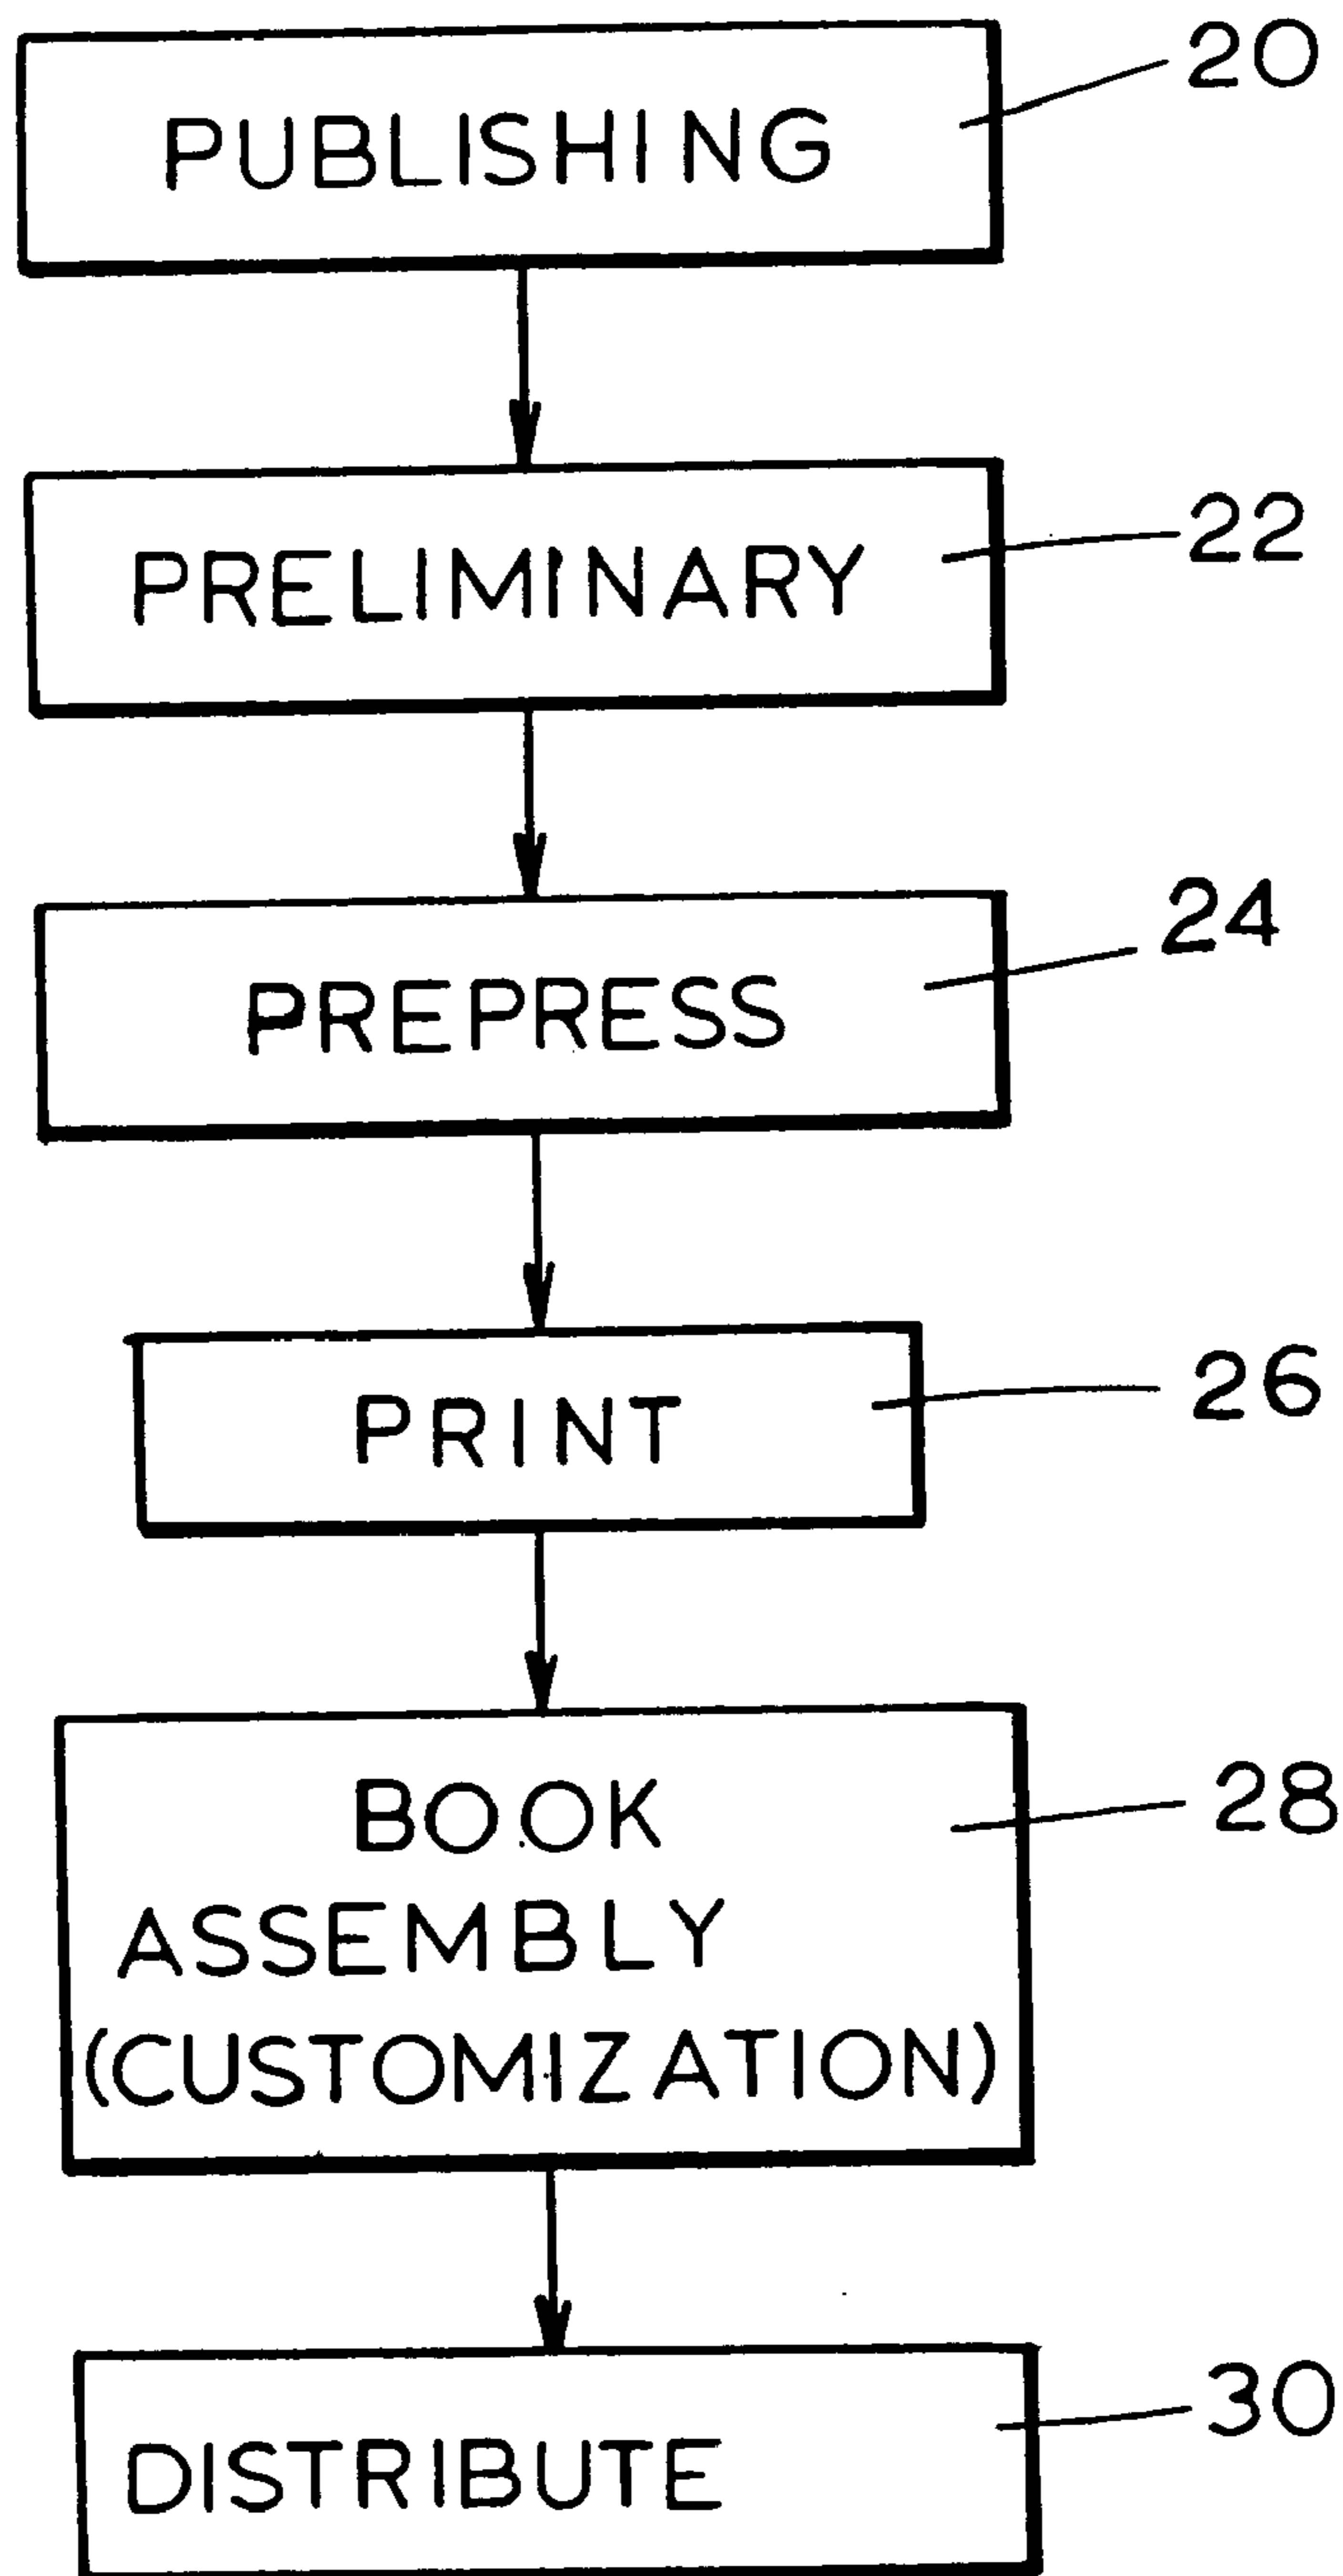 PUBLISHING
20
PRELIMINARY
22
PREPRESS
24
PRINT
26
BOOK
28
ASSEMBLY
(CUSTOMIZATION)
DISTRIBUTE
30